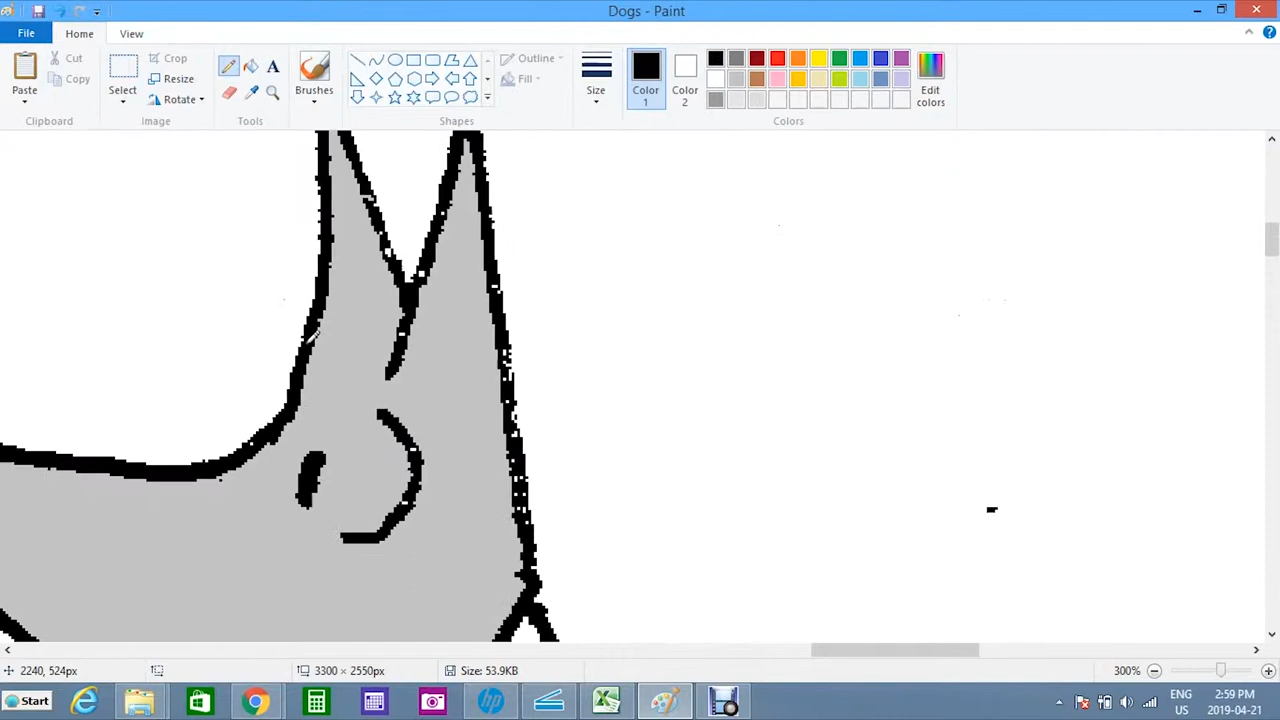 Dogs - Paint
File Home View
Paste Cut Copy
Clipboard
Select Crop Resize Rotate
Image
A
Tools
Brushes
Outline Fill
Shapes
Size
Color 1 Color 2
Edit colors
Colors
2240, 524px 3300 × 2550px Size: 53.9KB 300%
Start ENG US 2:59 PM 2019-04-21